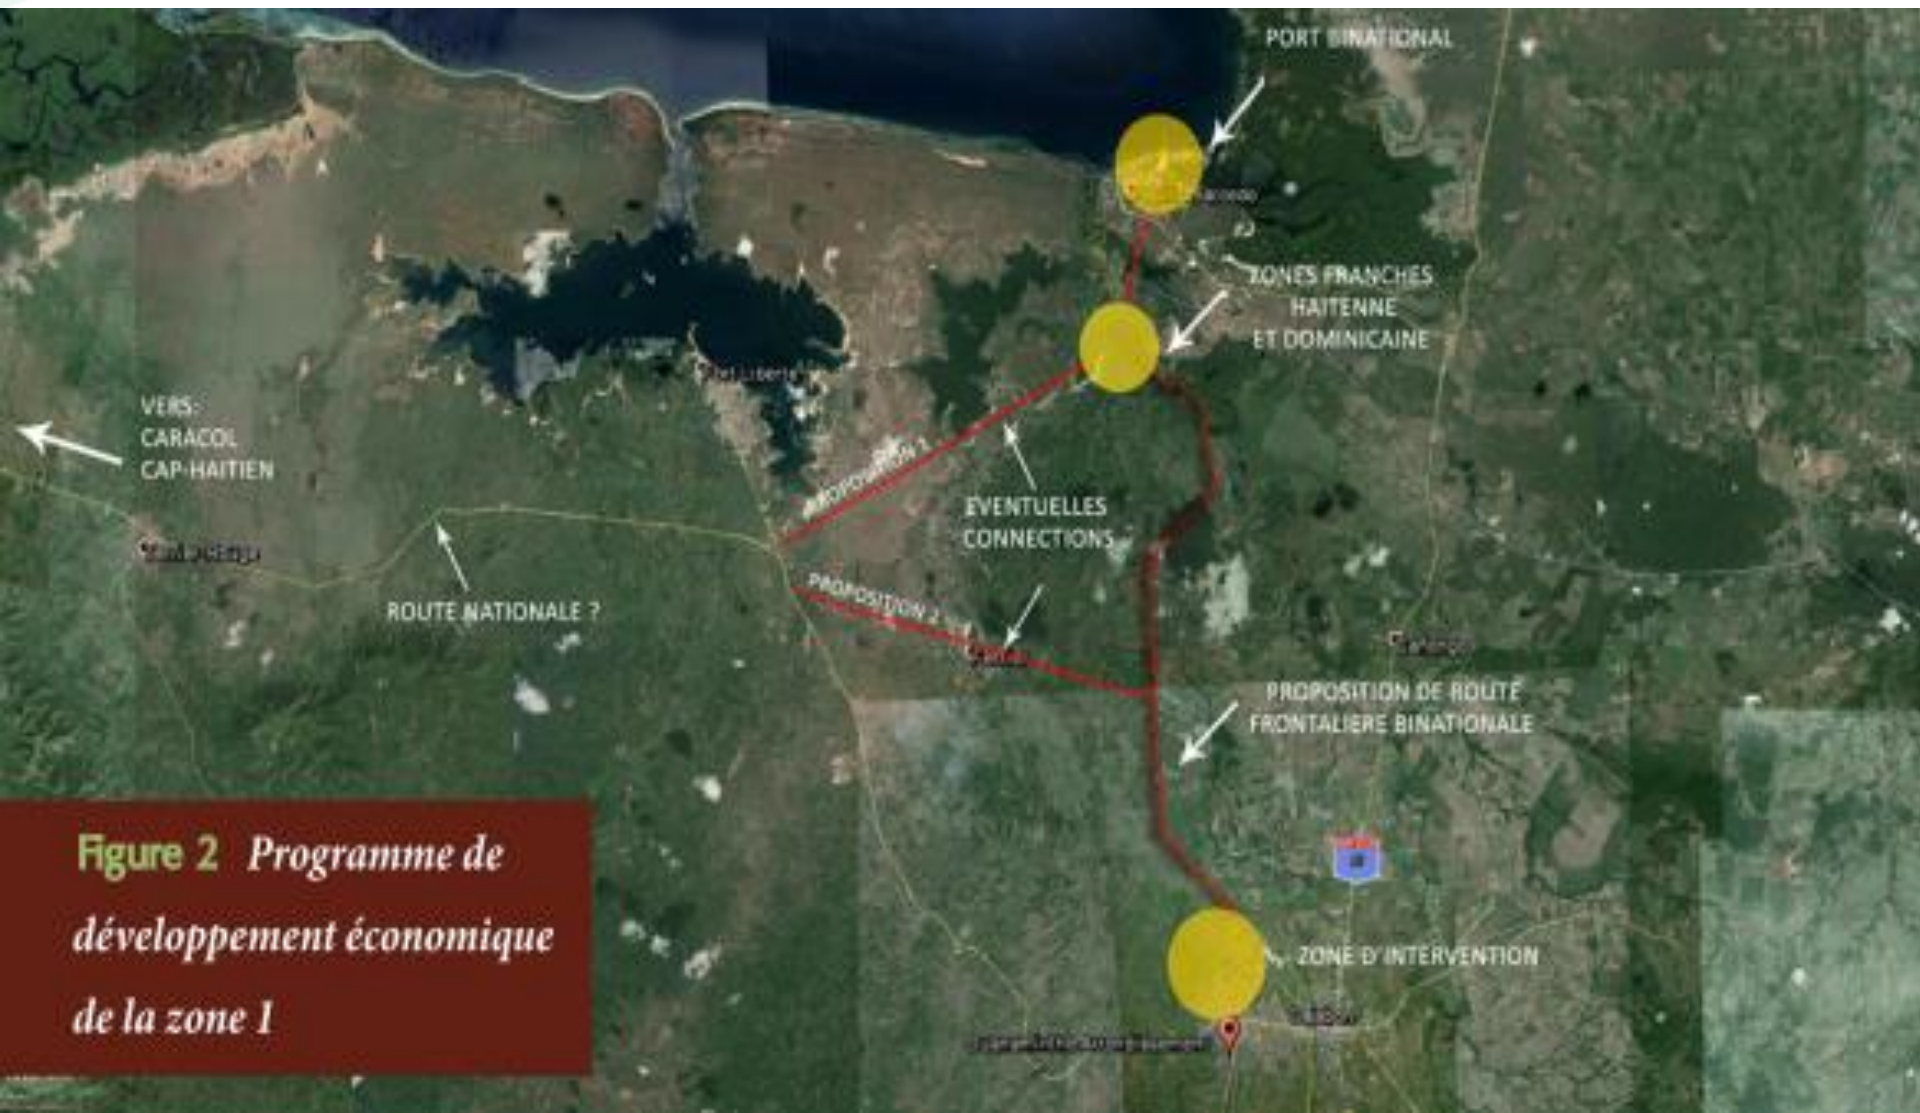 PORT BINATIONAL
ZONES FRANCHES
HAITENNE
ET DOMINICAINE
VERS:
CARACOL
CAP-HAITIEN
PROPOSITION 1
EVENTUELLES
CONNECTIONS
ROUTE NATIONALE ?
PROPOSITION 2
PROPOSITION DE ROUTE
FRONTALIERE BINATIONALE
Figure 2 Programme de
développement économique
de la zone 1
ZONE D'INTERVENTION